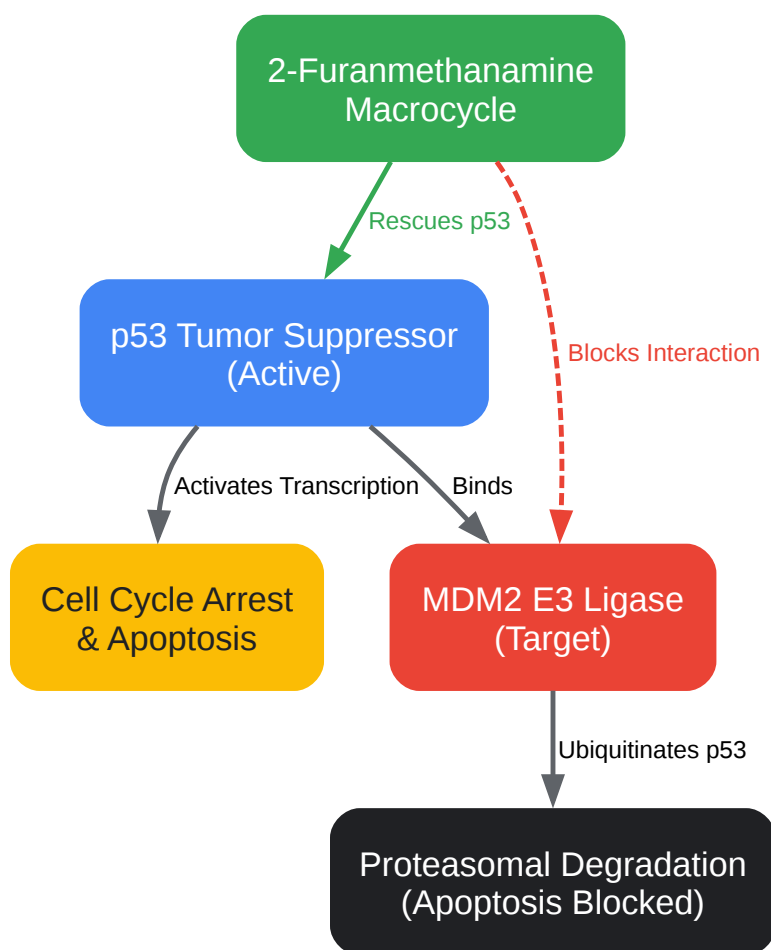 2-Furanmethanamine
Macrocycle
Rescues p53
p53 Tumor Suppressor
(Active)
Blocks Interaction
Activates Transcription
Binds
Cell Cycle Arrest
& Apoptosis
MDM2 E3 Ligase
(Target)
Ubiquitinates p53
Proteasomal Degradation
(Apoptosis Blocked)